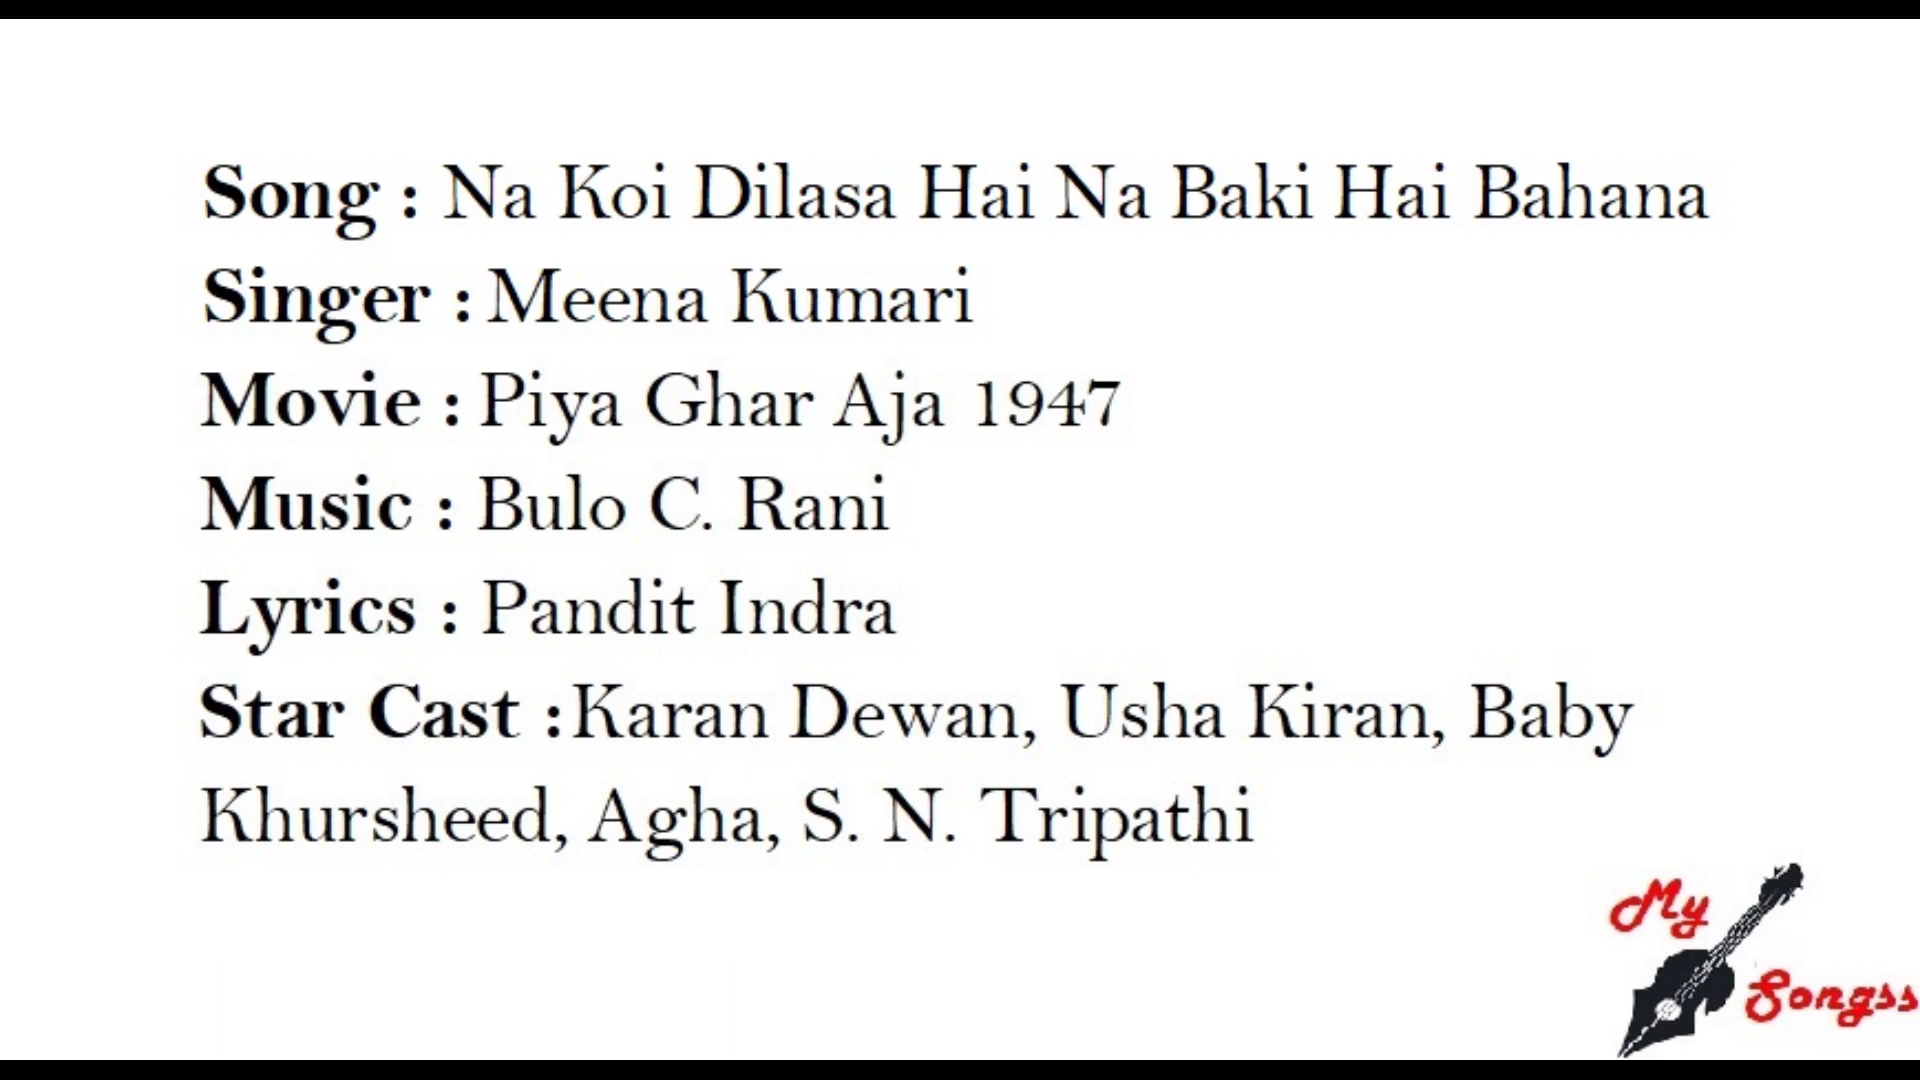 Song : Na Koi Dilasa Hai Na Baki Hai Bahana
Singer : Meena Kumari
Movie : Piya Ghar Aja 1947
Music : Bulo C. Rani
Lyrics : Pandit Indra
Star Cast :Karan Dewan, Usha Kiran, Baby
Khursheed, Agha, S. N. Tripathi
My
Songss